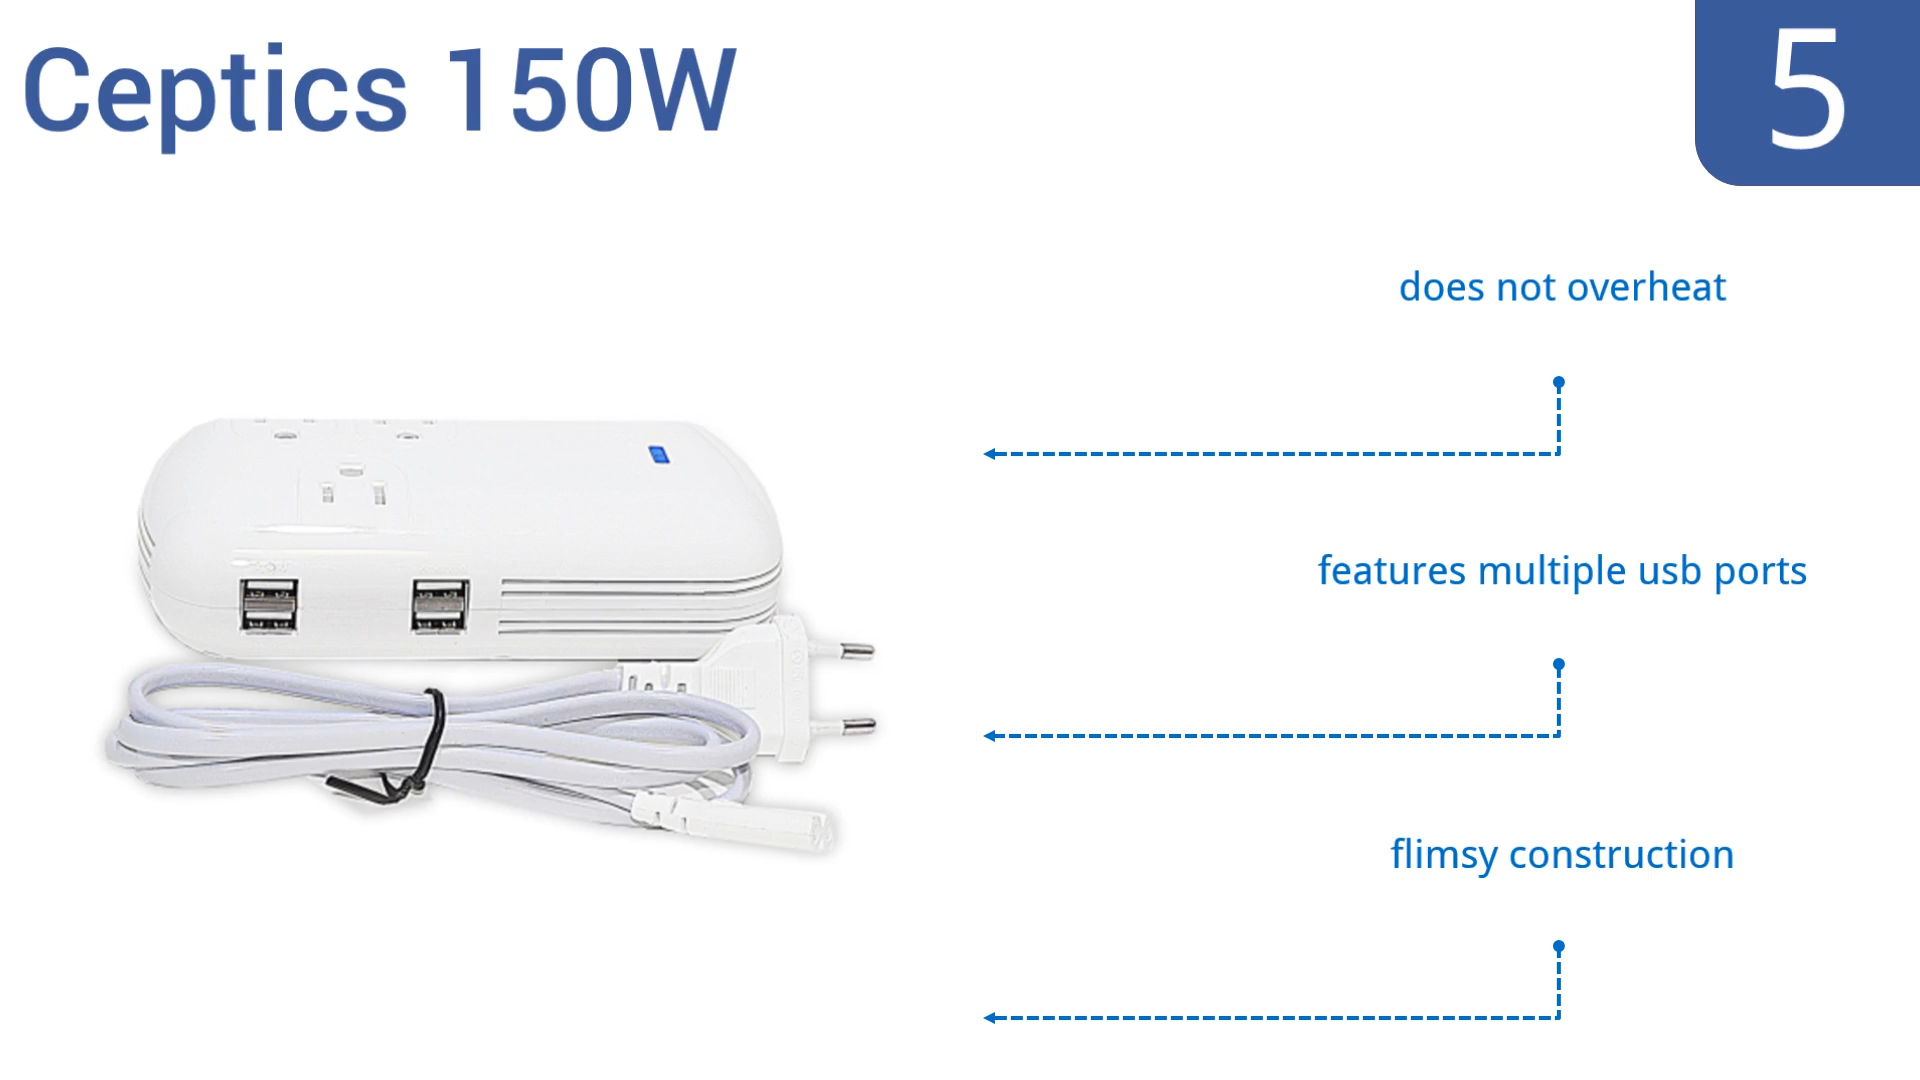 Ceptics 150W
5
does not overheat
features multiple usb ports
flimsy construction